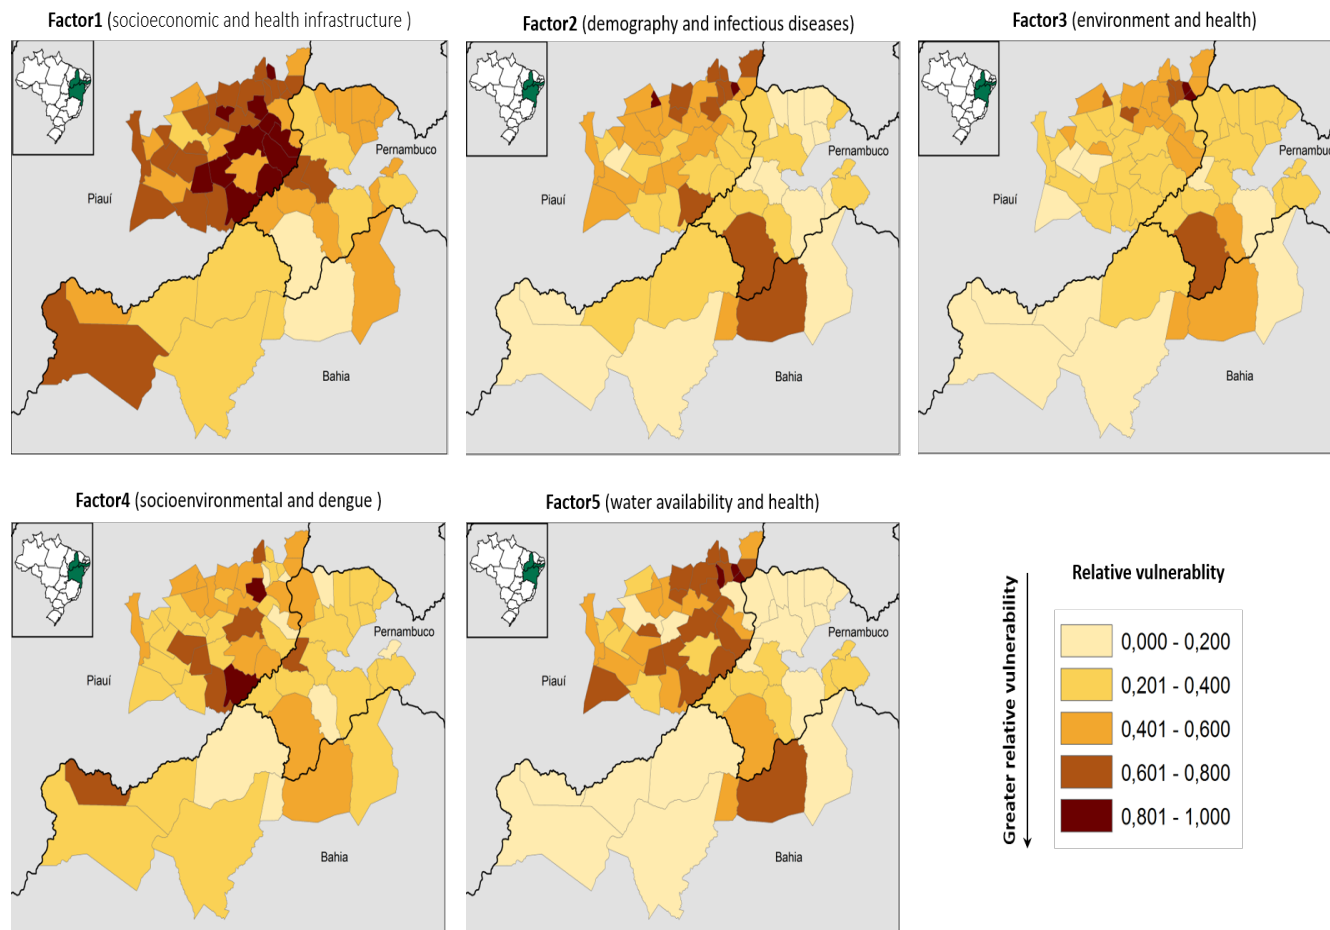 Factor1 (socioeconomic and health infrastructure )
Factor2 (demography and infectious diseases)
Factor3 (environment and health)
Pernambuco
Piauí
Bahia
Pernambuco
Piauí
Bahia
Pernambuco
Piauí
Bahia
Factor4 (socioenvironmental and dengue )
Factor5 (water availability and health)
Pernambuco
Piauí
Bahia
Pernambuco
Piauí
Bahia
Greater relative vulnerability
Relative vulnerablity
0,000 - 0,200
0,201 - 0,400
0,401 - 0,600
0,601 - 0,800
0,801 - 1,000